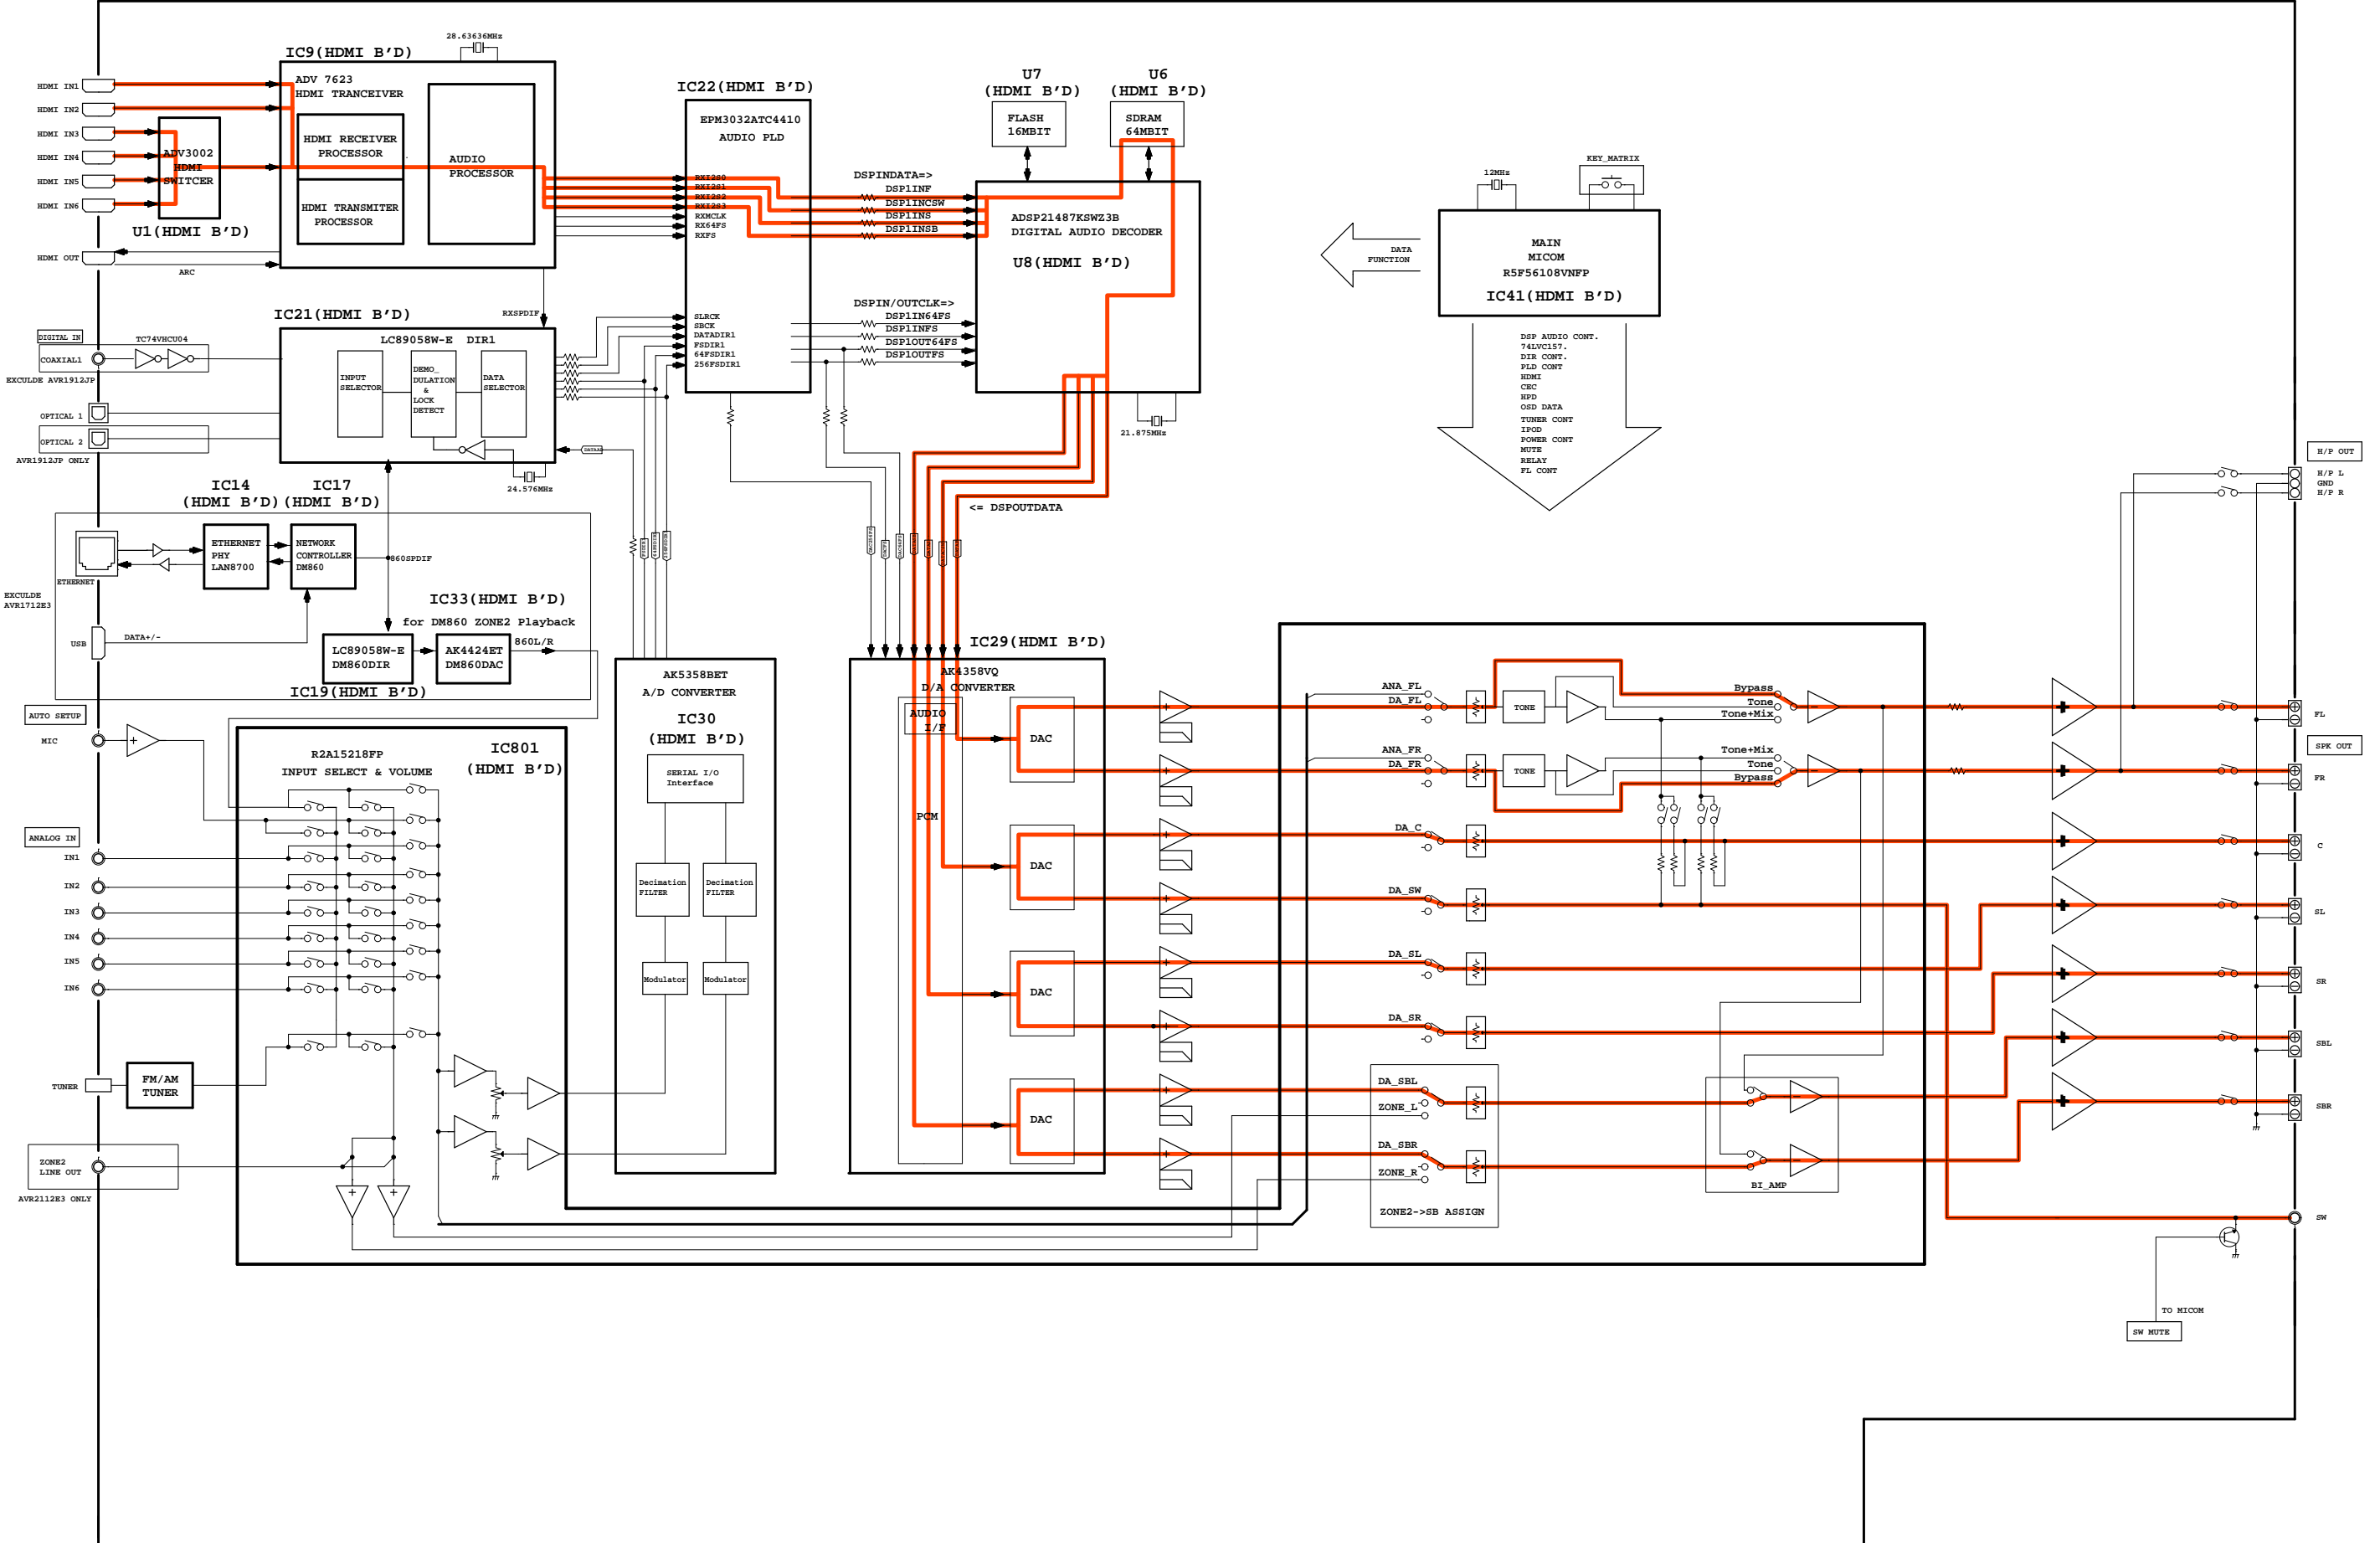 28.63636MHz
IC9(HDMI B'D)
ADV 7623
HDMI TRANCEIVER
HDMI RECEIVER
PROCESSOR
HDMI TRANSMITER
PROCESSOR
AUDIO
PROCESSOR
HDMI IN1
HDMI IN2
HDMI IN3
HDMI IN4
HDMI IN5
HDMI IN6
ADV3002
HDMI
SWITCER
U1(HDMI B'D)
HDMI OUT
ARC
IC22(HDMI B'D)
EPM3032ATC4410
AUDIO PLD
RXI2S0
RXI2S1
RXI2S2
RXI2S3
RXMCLK
RX64FS
RXFS
SLRCK
SBCK
DATADIR1
FSDIR1
64FSDIR1
256FSDIR1
U7
(HDMI B'D)
FLASH
16MBIT
U6
(HDMI B'D)
SDRAM
64MBIT
DSPINDATA=>
DSP1INF
DSP1INCSW
DSP1INS
DSP1INSB
ADSP21487KSWZ3B
DIGITAL AUDIO DECODER
U8(HDMI B'D)
DSPIN/OUTCLK=>
DSP1IN64FS
DSP1INFS
DSP1OUT64FS
DSP1OUTFS
21.875MHz
<= DSPOUTDATA
12MHz
KEY_MATRIX
MAIN
MICOM
R5F56108VNFP
IC41(HDMI B'D)
DATA
FUNCTION
DSP AUDIO CONT.
74LVC157.
DIR CONT.
PLD CONT
HDMI
CEC
HPD
OSD DATA
TUNER CONT
IPOD
POWER CONT
MUTE
RELAY
FL CONT
RXSPDIF
IC21(HDMI B'D)
LC89058W-E DIR1
INPUT
SELECTOR
DEMO_
DULATION
&
LOCK
DETECT
DATA
SELECTOR
24.576MHz
DIGITAL IN
TC74VHCU04
COAXIAL1
EXCULDE AVR1912JP
OPTICAL 1
OPTICAL 2
AVR1912JP ONLY
IC14
(HDMI B'D)
IC17
(HDMI B'D)
ETHERNET
PHY
LAN8700
NETWORK
CONTROLLER
DM860
860SPDIF
ETHERNET
EXCULDE
AVR1712E3
USB
DATA+/-
IC33(HDMI B'D)
for DM860 ZONE2 Playback
LC89058W-E
DM860DIR
AK4424ET
DM860DAC
860L/R
IC19(HDMI B'D)
AUTO SETUP
MIC
R2A15218FP
INPUT SELECT & VOLUME
IC801
(HDMI B'D)
ANALOG IN
IN1
IN2
IN3
IN4
IN5
IN6
TUNER
FM/AM
TUNER
ZONE2
LINE OUT
AVR2112E3 ONLY
AK5358BET
A/D CONVERTER
IC30
(HDMI B'D)
SERIAL I/O
Interface
Decimation
FILTER
Decimation
FILTER
Modulator
Modulator
IC29(HDMI B'D)
AK4358VQ
D/A CONVERTER
AUDIO
I/F
PCM
DAC
DAC
DAC
DAC
ANA_FL
DA_FL
ANA_FR
DA_FR
DA_C
DA_SW
DA_SL
DA_SR
DA_SBL
ZONE_L
DA_SBR
ZONE_R
ZONE2->SB ASSIGN
TONE
TONE
Bypass
Tone
Tone+Mix
Tone+Mix
Tone
Bypass
BI_AMP
H/P OUT
H/P L
GND
H/P R
FL
SPK OUT
FR
C
SL
SR
SBL
SBR
SW
TO MICOM
SW MUTE